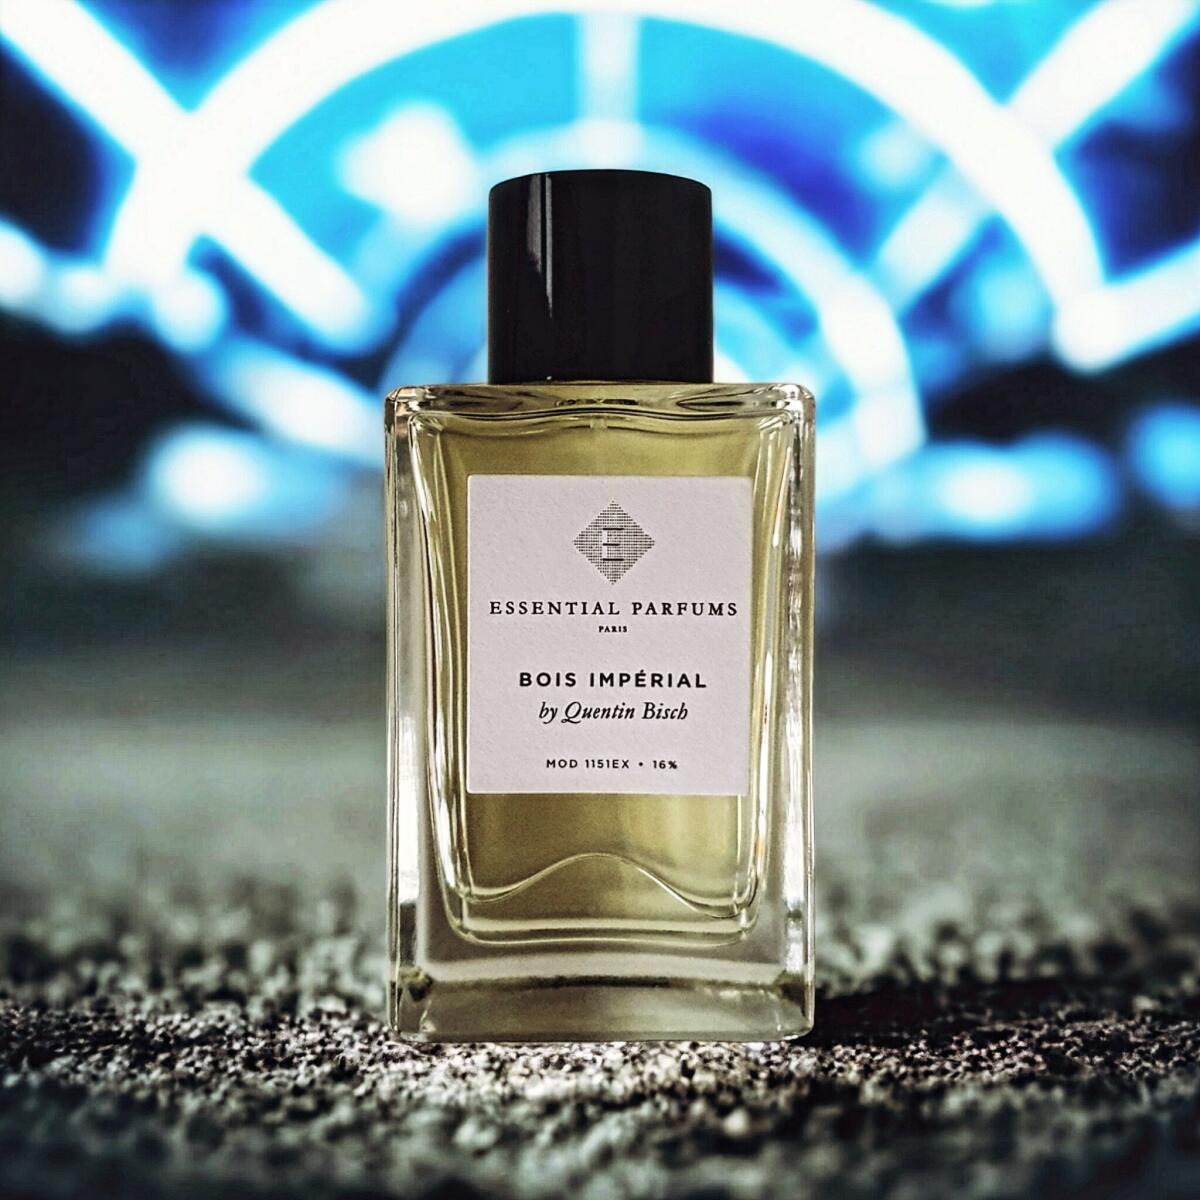 E
ESSENTIAL PARFUMS
PARIS
BOIS IMPÉRIAL
by Quentin Bisch
MOD 1151EX • 16%